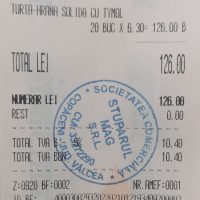 TURTA-HRANA SOLIDA CU TYMOL
20 BUC X 6.30= 126.00 B
TOTAL LEI 126.00
NUMERAR LEI 126.00
REST 0.00
TOTAL TVA B 10.40
TOTAL TVA BON 10.40
Z:0920 BF:0002 NR.AMEF:0001
SOCIETATEA COMERCIALA
STUPARUL
MAG
S.R.L.
COPACENI JUD. VALCEA